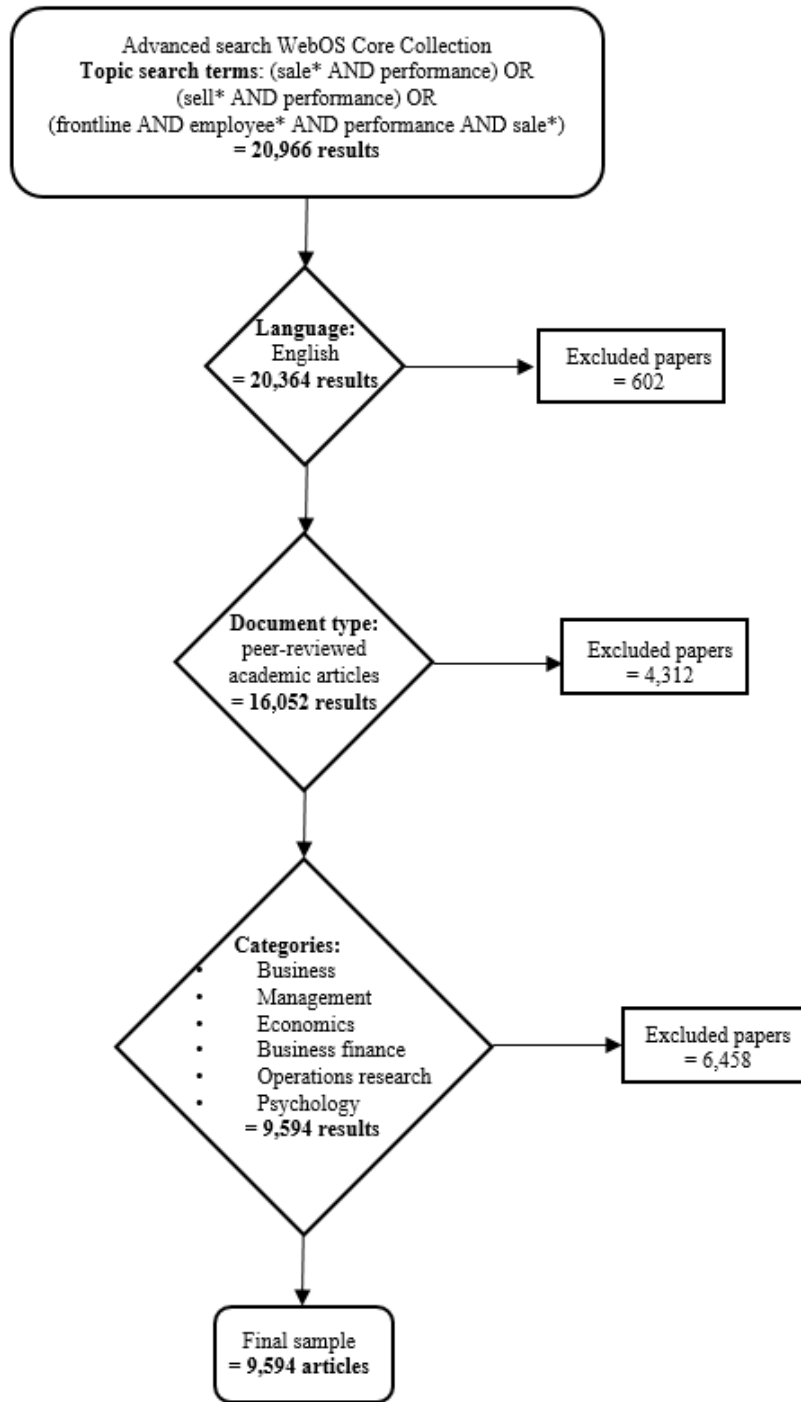 Advanced search WebOS Core Collection
Topic search terms: (sale* AND performance) OR
(sell* AND performance) OR
(frontline AND employee* AND performance AND sale*)
= 20,966 results
Language:
English
= 20,364 results
Excluded papers
= 602
Document type:
peer-reviewed
academic articles
= 16,052 results
Excluded papers
= 4,312
Categories:
• Business
• Management
• Economics
• Business finance
• Operations research
• Psychology
= 9,594 results
Excluded papers
= 6,458
Final sample
= 9,594 articles